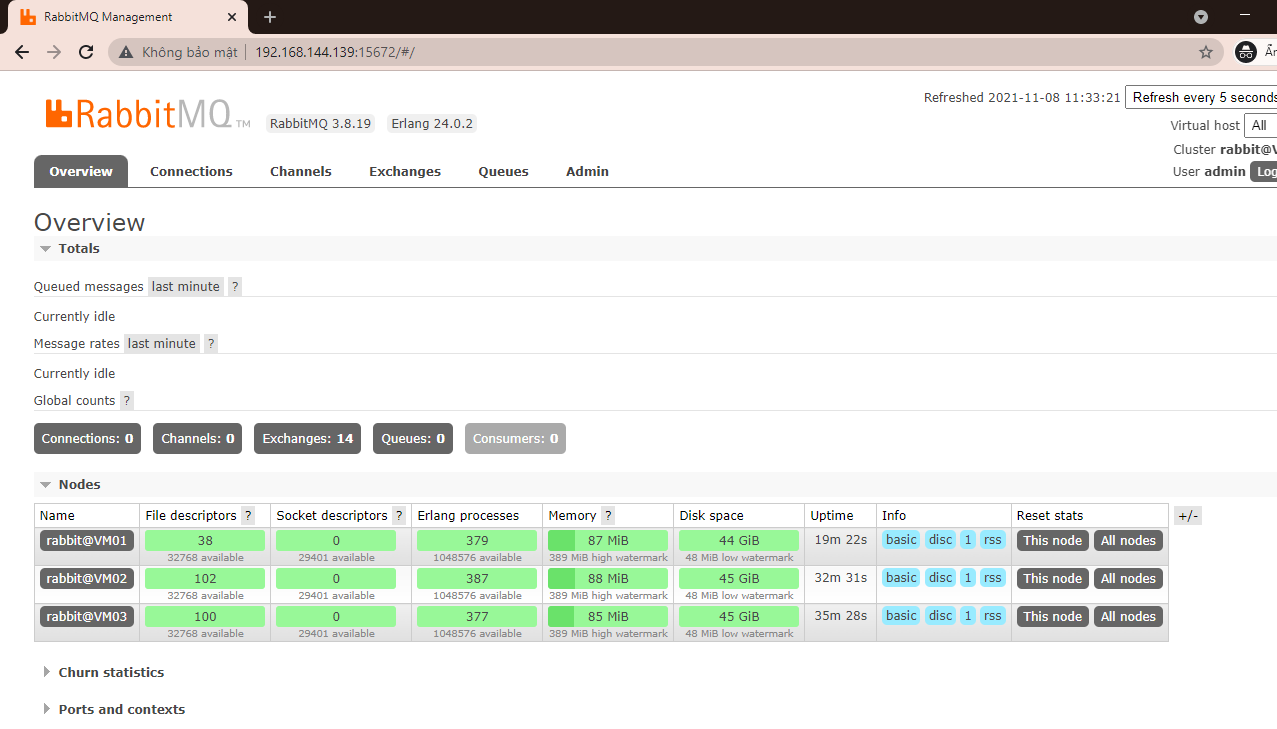 RabbitMQ Management
Không bảo mật 192.168.144.139:15672/#/
RabbitMQ TM RabbitMQ 3.8.19 Erlang 24.0.2
Refreshed 2021-11-08 11:33:21 Refresh every 5 seconds
Virtual host All
Cluster rabbit@
User admin Log
Overview Connections Channels Exchanges Queues Admin
Overview
Totals
Queued messages last minute ?
Currently idle
Message rates last minute ?
Currently idle
Global counts ?
Connections: 0 Channels: 0 Exchanges: 14 Queues: 0 Consumers: 0
Nodes
Name File descriptors ? Socket descriptors ? Erlang processes Memory ? Disk space Uptime Info Reset stats +/-
rabbit@VM01 38 0 379 87 MiB 44 GiB 19m 22s basic disc 1 rss This node All nodes
32768 available 29401 available 1048576 available 389 MiB high watermark 48 MiB low watermark
rabbit@VM02 102 0 387 88 MiB 45 GiB 32m 31s basic disc 1 rss This node All nodes
32768 available 29401 available 1048576 available 389 MiB high watermark 48 MiB low watermark
rabbit@VM03 100 0 377 85 MiB 45 GiB 35m 28s basic disc 1 rss This node All nodes
32768 available 29401 available 1048576 available 389 MiB high watermark 48 MiB low watermark
Churn statistics
Ports and contexts